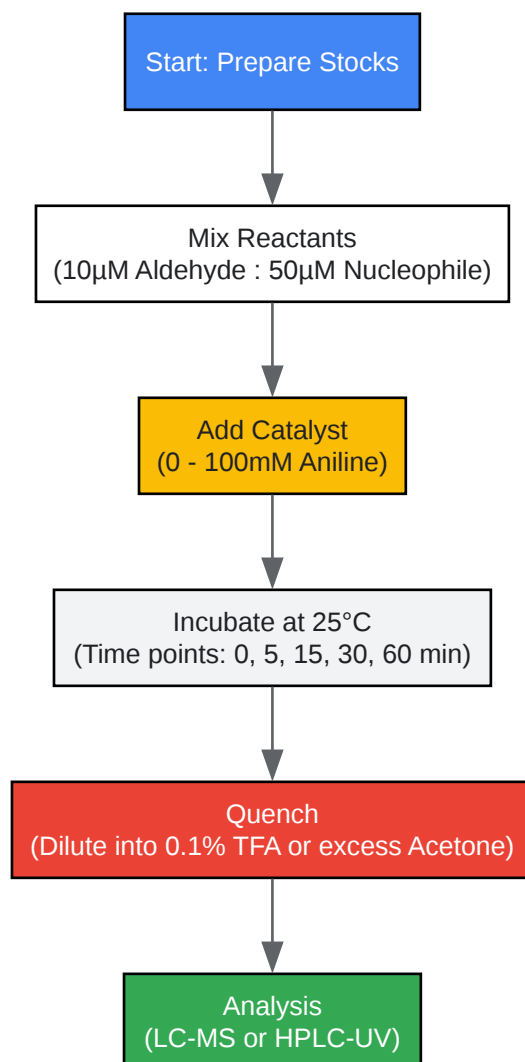 Start: Prepare Stocks
Mix Reactants
(10µM Aldehyde : 50µM Nucleophile)
Add Catalyst
(0 - 100mM Aniline)
Incubate at 25°C
(Time points: 0, 5, 15, 30, 60 min)
Quench
(Dilute into 0.1% TFA or excess Acetone)
Analysis
(LC-MS or HPLC-UV)